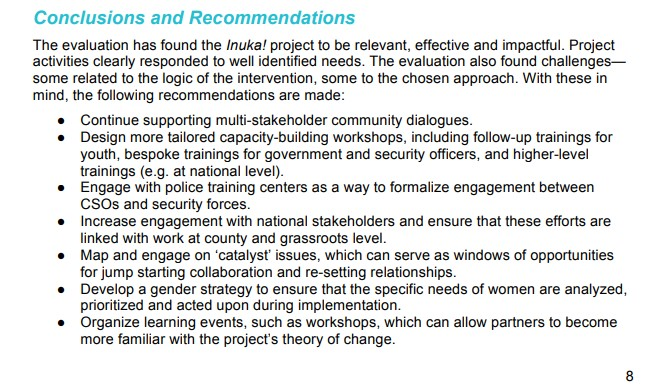 Conclusions and Recommendations
The evaluation has found the Inuka! project to be relevant, effective and impactful. Project
activities clearly responded to well identified needs. The evaluation also found challenges—
some related to the logic of the intervention, some to the chosen approach. With these in
mind, the following recommendations are made:
● Continue supporting multi-stakeholder community dialogues.
● Design more tailored capacity-building workshops, including follow-up trainings for
youth, bespoke trainings for government and security officers, and higher-level
trainings (e.g. at national level).
● Engage with police training centers as a way to formalize engagement between
CSOs and security forces.
● Increase engagement with national stakeholders and ensure that these efforts are
linked with work at county and grassroots level.
● Map and engage on ‘catalyst’ issues, which can serve as windows of opportunities
for jump starting collaboration and re-setting relationships.
● Develop a gender strategy to ensure that the specific needs of women are analyzed,
prioritized and acted upon during implementation.
● Organize learning events, such as workshops, which can allow partners to become
more familiar with the project’s theory of change.
8